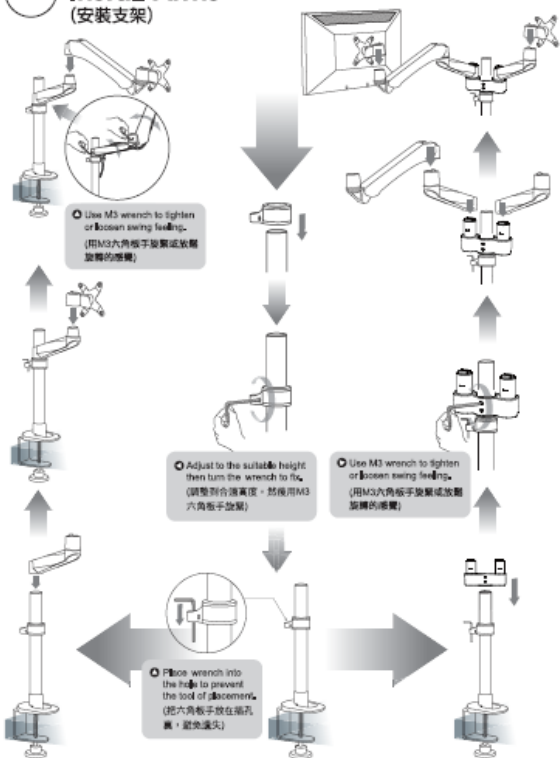 (安裝支架)
Use M3 wrench to tighten
or loosen swing feeling.
(用M3六角板手旋緊或放鬆
旋轉的感覺)
Adjust to the suitable height
then turn the wrench to fix.
(調整到合適高度，然後用M3
六角板手旋緊)
Use M3 wrench to tighten
or loosen swing feeling.
(用M3六角板手旋緊或放鬆
旋轉的感覺)
Place wrench into
the hole to prevent
the tool of placement.
(把六角板手放在插孔
裏，避免遺失)